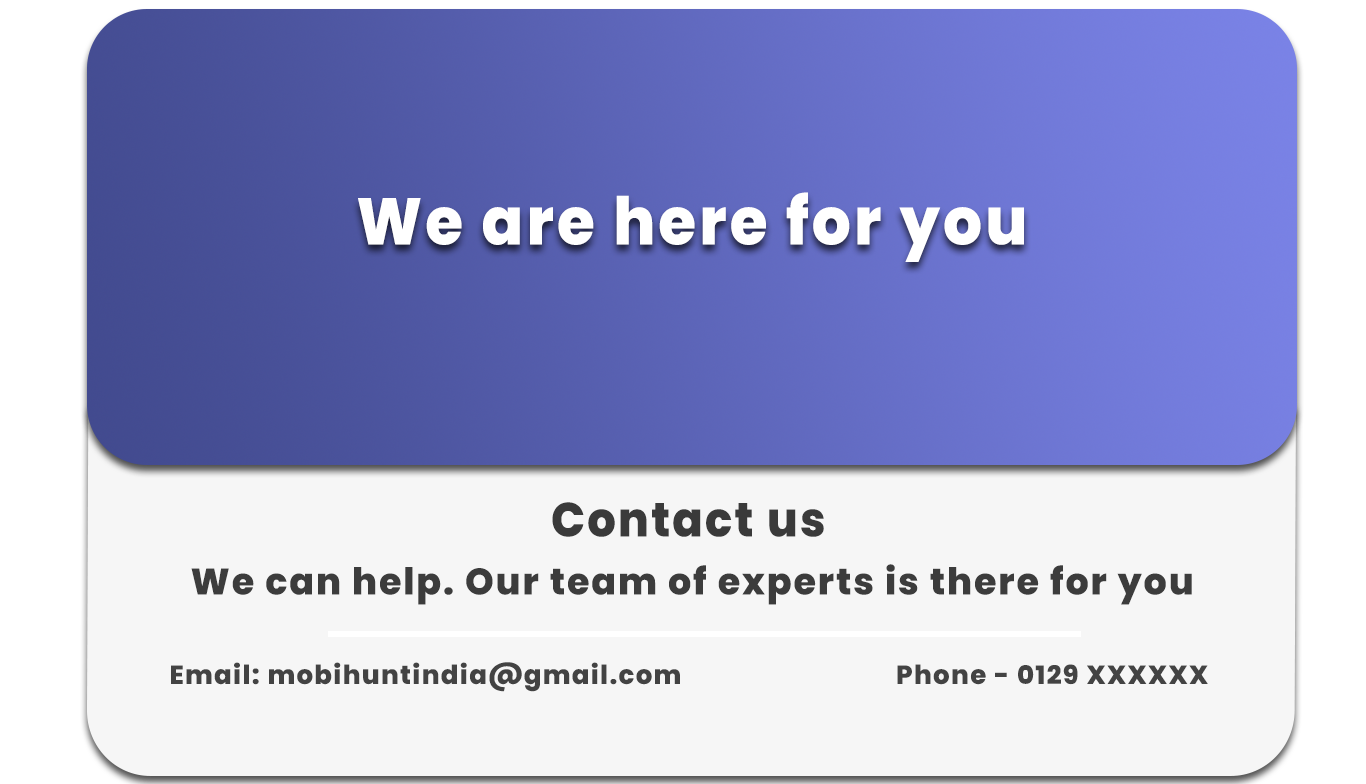 We are here for you
Contact us
We can help. Our team of experts is there for you
Email: mobihuntindia@gmail.com Phone - 0129 XXXXXX